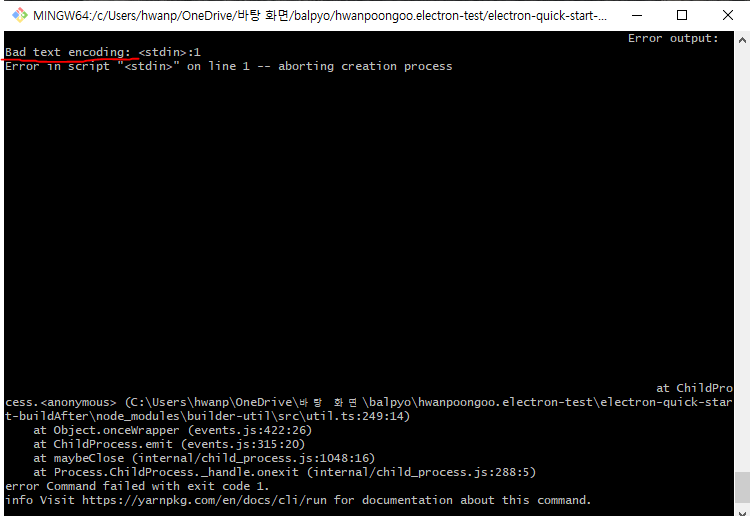 MINGW64:/c/Users/hwanp/OneDrive/바탕 화면/balpyo/hwanpoongoo.electron-test/electron-quick-start-...
Error output:
Bad text encoding: <stdin>:1
Error in script "<stdin>" on line 1 -- aborting creation process
at ChildPro
cess.<anonymous> (C:\Users\hwanp\OneDrive\바탕 화면\balpyo\hwanpoongoo.electron-test\electron-quick-star
t-buildAfter\node_modules\builder-util\src\util.ts:249:14)
at Object.onceWrapper (events.js:422:26)
at ChildProcess.emit (events.js:315:20)
at maybeClose (internal/child_process.js:1048:16)
at Process.ChildProcess._handle.onexit (internal/child_process.js:288:5)
error Command failed with exit code 1.
info Visit https://yarnpkg.com/en/docs/cli/run for documentation about this command.